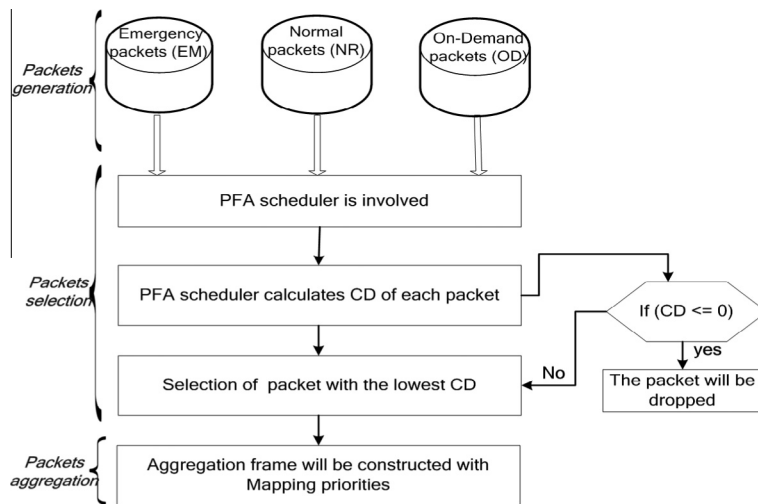 Emergency
packets (EM)
Normal
packets (NR)
On-Demand
packets (OD)
Packets
generation
PFA scheduler is involved
Packets
selection
PFA scheduler calculates CD of each packet
If (CD <= 0)
yes
No
The packet will be
dropped
Selection of packet with the lowest CD
Packets
aggregation
Aggregation frame will be constructed with
Mapping priorities